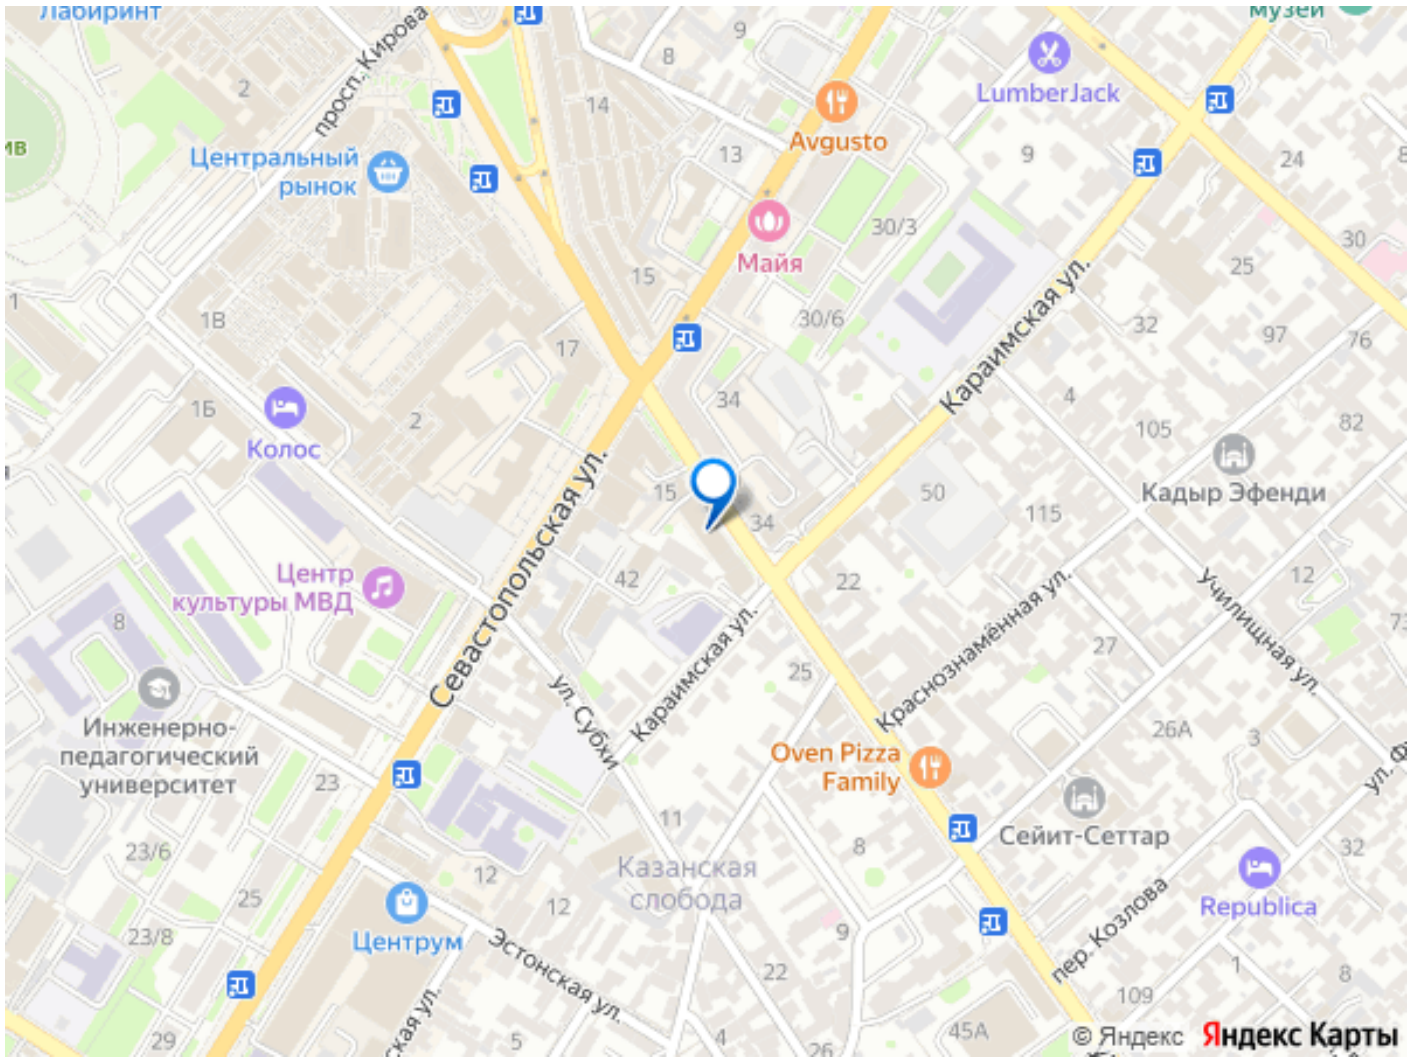 Лабиринт
просп. Кирова
2
8
9
14
музей
LumberJack
Avgusto
Центральный
рынок
13
9
24
30/3
Майя
30
15
25
1
1В
30/6
32
97
76
17
Караимская ул.
1Б
34
4
82
2
105
Колос
Севастопольская ул.
15
50
Кадыр Эфенди
34
115
Центр
культуры МВД
42
22
12
8
Краснознамённая ул.
Училищная ул.
73
27
25
ул. Субхи
Караимская ул.
Инженерно-
педагогический
университет
26А
3
Oven Pizza
Family
23
ул. Ф
11
Сейит-Сеттар
23/6
8
32
Казанская
слобода
12
25
12
Republica
23/8
Центрум
Эстонская ул.
9
пер. Козлова
22
1
8
109
29
ская ул.
5
4
26
45А
© Яндекс
Яндекс Карты